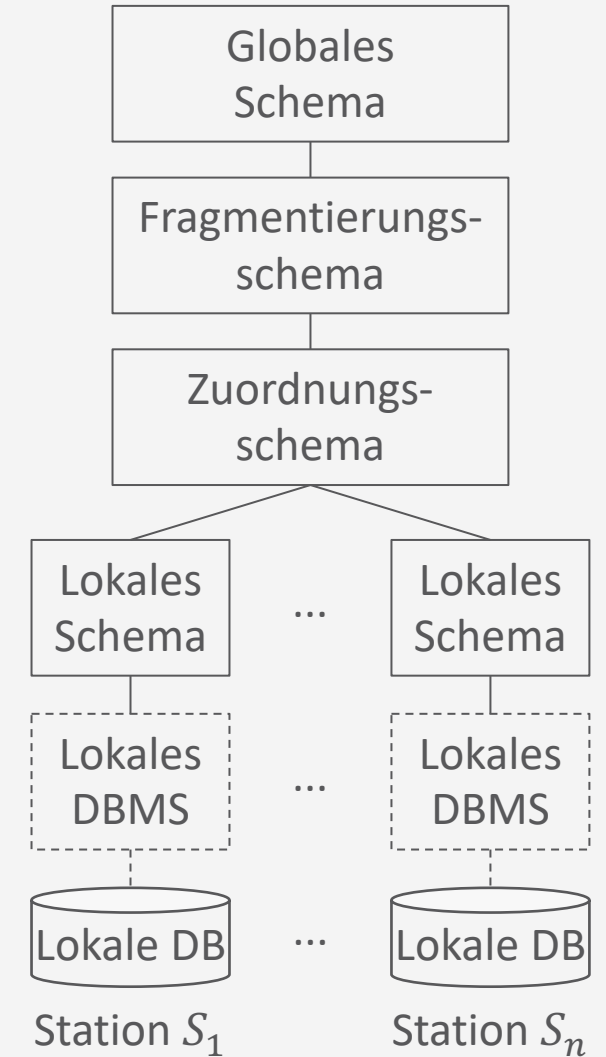 Globales
Schema
Fragmentierungs-
schema
Zuordnungs-
schema
Lokales
Schema
...
Lokales
Schema
Lokales
DBMS
...
Lokales
DBMS
Lokale DB
...
Lokale DB
Station S₁
Station Sₙ